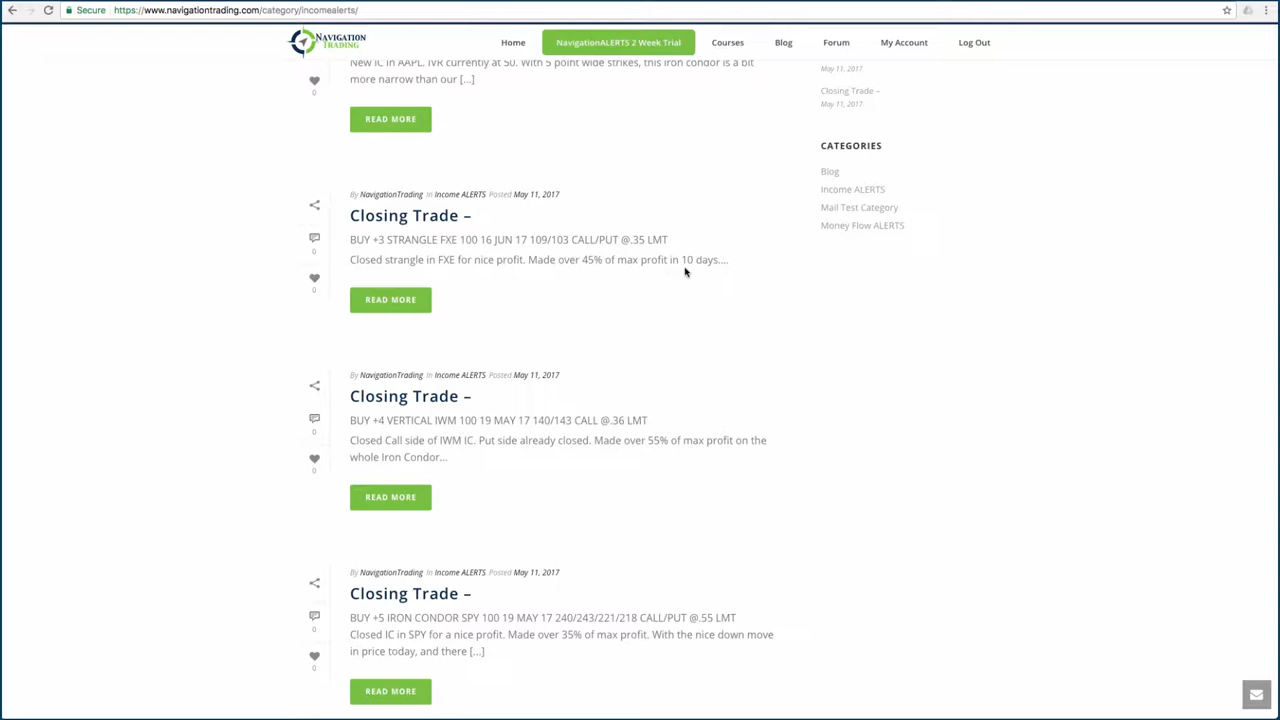 Secure https://www.navigationtrading.com/category/incomealerts/
NAVIGATION
TRADING
Home
NavigationALERTS 2 Week Trial
Courses
Blog
Forum
My Account
Log Out
New IC in AAPL. IVR currently at 50. With 5 point wide strikes, this iron condor is a bit
more narrow than our [...]
0
READ MORE
By NavigationTrading In Income ALERTS Posted May 11, 2017
Closing Trade –
BUY +3 STRANGLE FXE 100 16 JUN 17 109/103 CALL/PUT @.35 LMT
0
Closed strangle in FXE for nice profit. Made over 45% of max profit in 10 days....
0
READ MORE
By NavigationTrading In Income ALERTS Posted May 11, 2017
Closing Trade –
BUY +4 VERTICAL IWM 100 19 MAY 17 140/143 CALL @.36 LMT
0
Closed Call side of IWM IC. Put side already closed. Made over 55% of max profit on the
whole Iron Condor...
0
READ MORE
By NavigationTrading In Income ALERTS Posted May 11, 2017
Closing Trade –
BUY +5 IRON CONDOR SPY 100 19 MAY 17 240/243/221/218 CALL/PUT @.55 LMT
0
Closed IC in SPY for a nice profit. Made over 35% of max profit. With the nice down move
in price today, and there [...]
0
READ MORE
May 11, 2017
Closing Trade –
May 11, 2017
CATEGORIES
Blog
Income ALERTS
Mail Test Category
Money Flow ALERTS